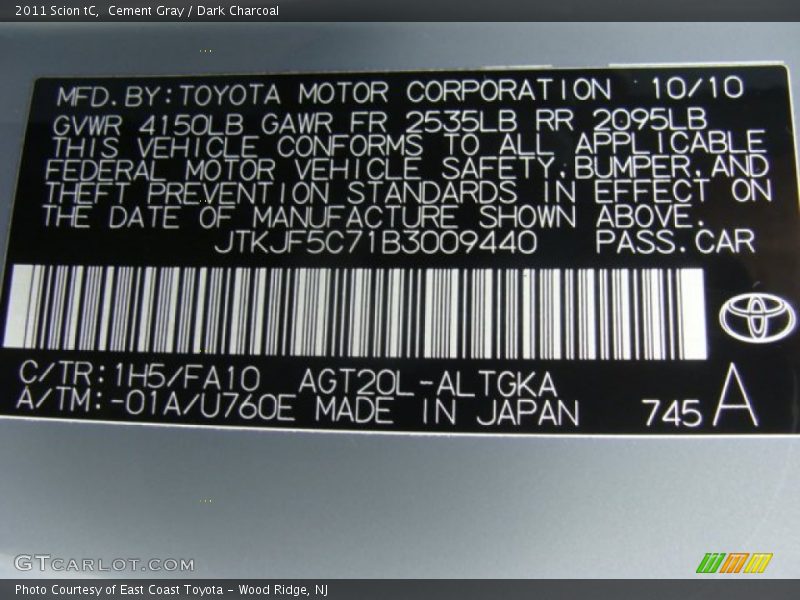 2011 Scion tC,  Cement Gray / Dark Charcoal
MFD. BY: TOYOTA MOTOR CORPORATION 10/10
GVWR 4150LB GAWR FR 2535LB RR 2095LB
THIS VEHICLE CONFORMS TO ALL APPLICABLE
FEDERAL MOTOR VEHICLE SAFETY, BUMPER, AND
THEFT PREVENTION STANDARDS IN EFFECT ON
THE DATE OF MANUFACTURE SHOWN ABOVE.
JTKJF5C71B3009440 PASS. CAR
C/TR: 1H5/FA10 AGT20L-ALTGKA
A/TM: -01A/U760E MADE IN JAPAN 745 A
GTCARLOT.COM
Photo Courtesy of East Coast Toyota - Wood Ridge, NJ